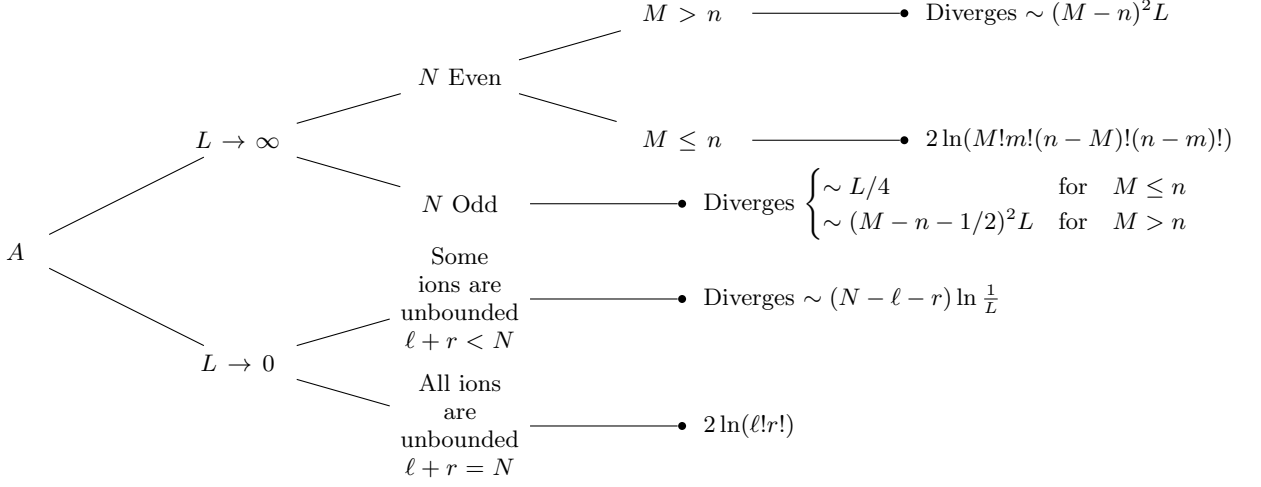 M > n
Diverges ∼ (M − n)²L
N Even
L → ∞
M ≤ n
2 ln(M!m!(n − M)!(n − m)!)
N Odd
Diverges { ∼ L/4 for M ≤ n
∼ (M − n − 1/2)²L for M > n
A
Some
ions are
unbounded
ℓ + r < N
Diverges ∼ (N − ℓ − r) ln 1/L
L → 0
All ions
are
unbounded
ℓ + r = N
2 ln(ℓ!r!)